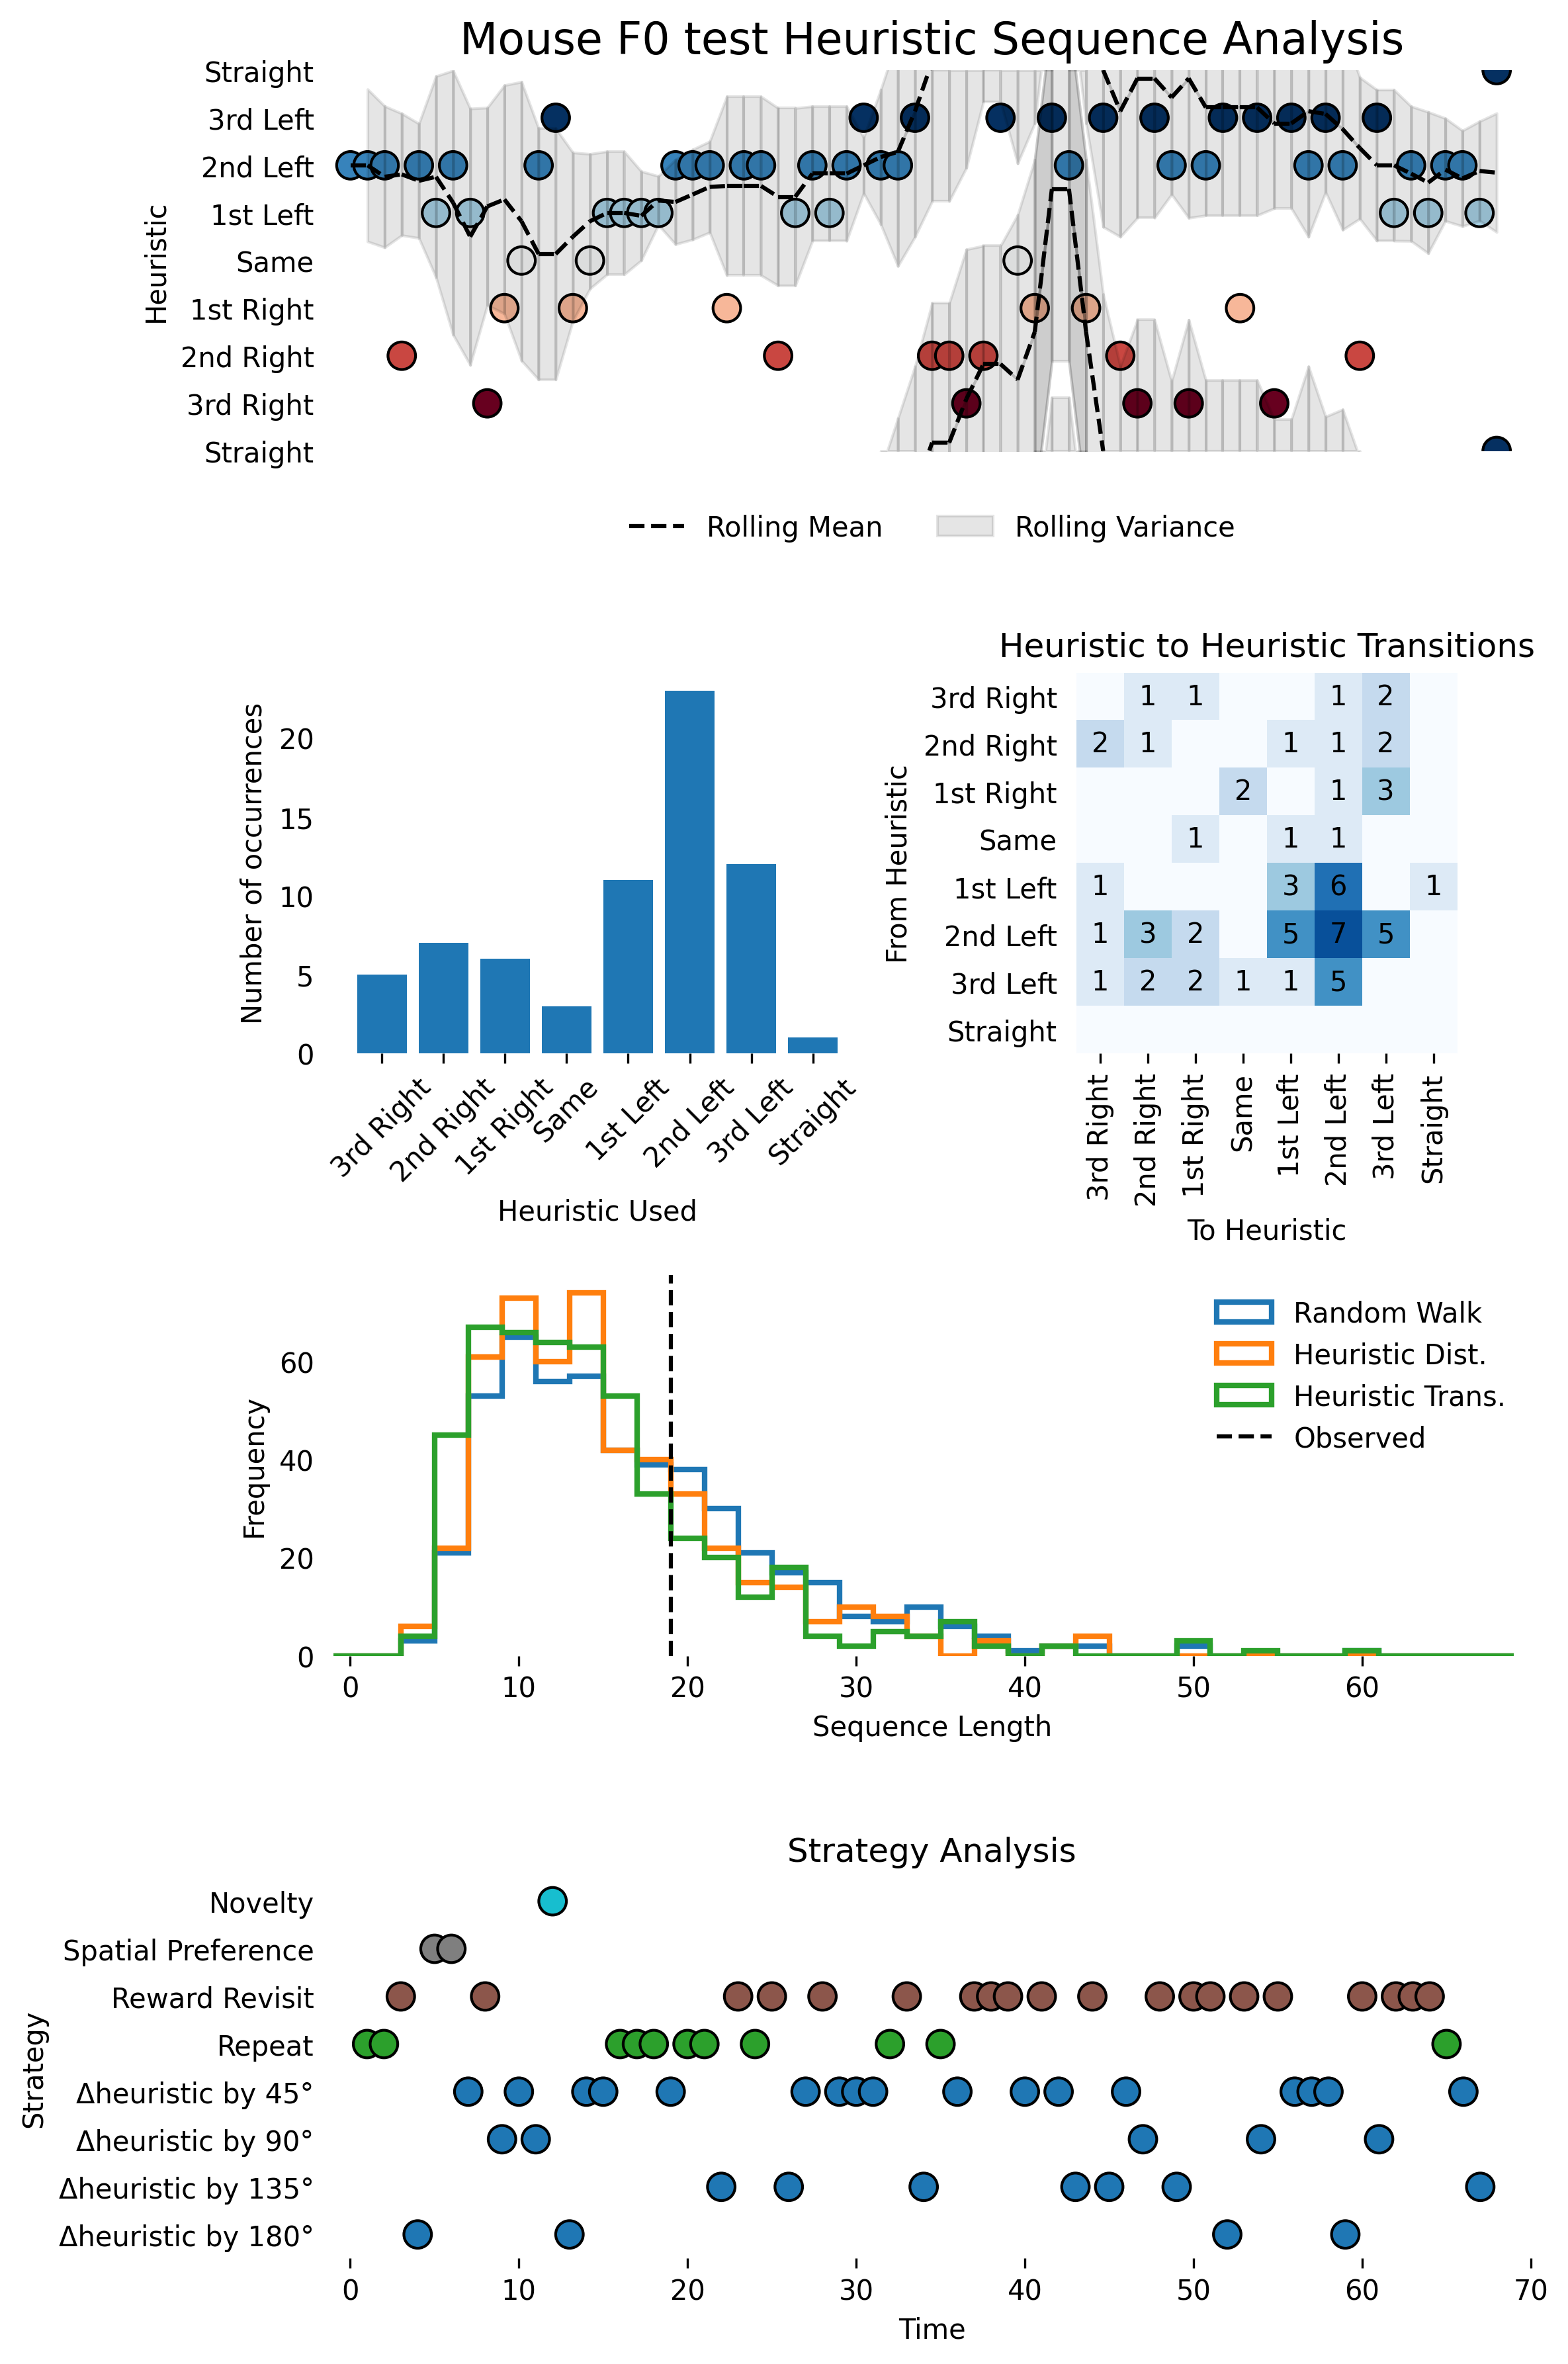 Mouse F0 test Heuristic Sequence Analysis
Heuristic
Straight
3rd Left
2nd Left
1st Left
Same
1st Right
2nd Right
3rd Right
Straight
Rolling Mean
Rolling Variance
Number of occurrences
20
15
10
5
0
3rd Right
2nd Right
1st Right
Same
1st Left
2nd Left
3rd Left
Straight
Heuristic Used
Heuristic to Heuristic Transitions
From Heuristic
3rd Right 1 1 1 2
2nd Right 2 1 1 1 2
1st Right 2 1 3
Same 1 1 1
1st Left 1 3 6 1
2nd Left 1 3 2 5 7 5
3rd Left 1 2 2 1 1 5
Straight
3rd Right
2nd Right
1st Right
Same
1st Left
2nd Left
3rd Left
Straight
To Heuristic
Frequency
60
40
20
0
0 10 20 30 40 50 60
Sequence Length
Random Walk
Heuristic Dist.
Heuristic Trans.
Observed
Strategy Analysis
Strategy
Novelty
Spatial Preference
Reward Revisit
Repeat
Δheuristic by 45°
Δheuristic by 90°
Δheuristic by 135°
Δheuristic by 180°
0 10 20 30 40 50 60 70
Time